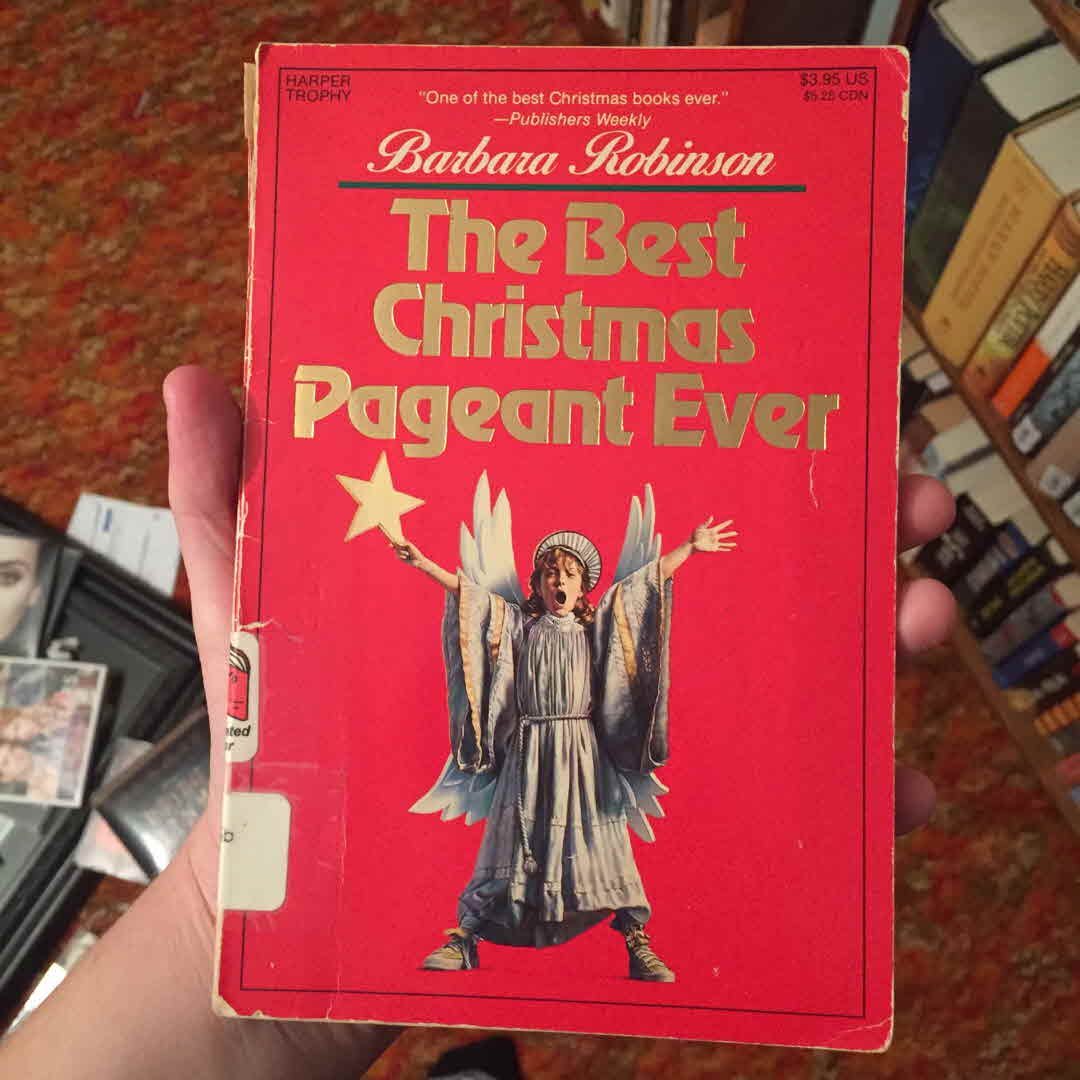 HARPER
TROPHY
$3.95 US
$5.25 CDN
"One of the best Christmas books ever."
—Publishers Weekly
Barbara Robinson
The Best
Christmas
Pageant Ever